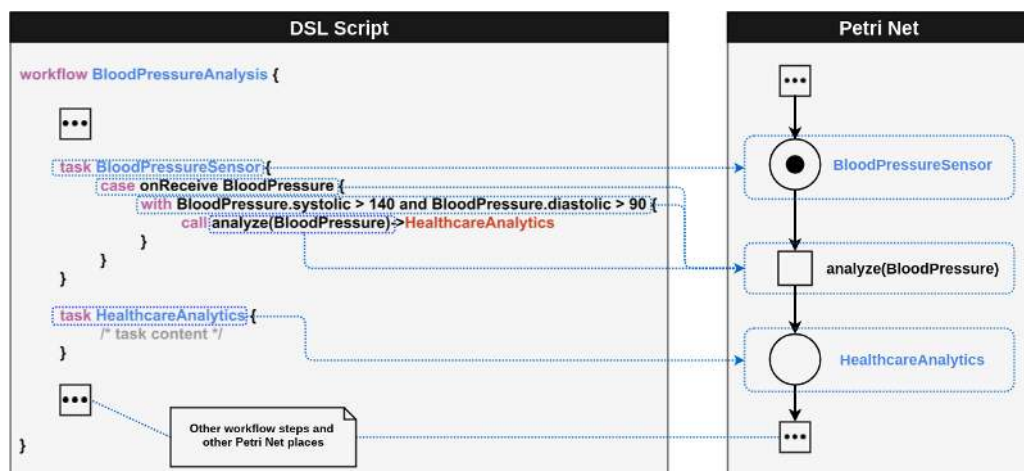 DSL Script
workflow BloodPressureAnalysis {
...
task BloodPressureSensor {
case onReceive BloodPressure {
with BloodPressure.systolic > 140 and BloodPressure.diastolic > 90 {
call analyze(BloodPressure)->HealthcareAnalytics
}
}
}
task HealthcareAnalytics {
/* task content */
}
...
Other workflow steps and
other Petri Net places
}
Petri Net
...
BloodPressureSensor
analyze(BloodPressure)
HealthcareAnalytics
...